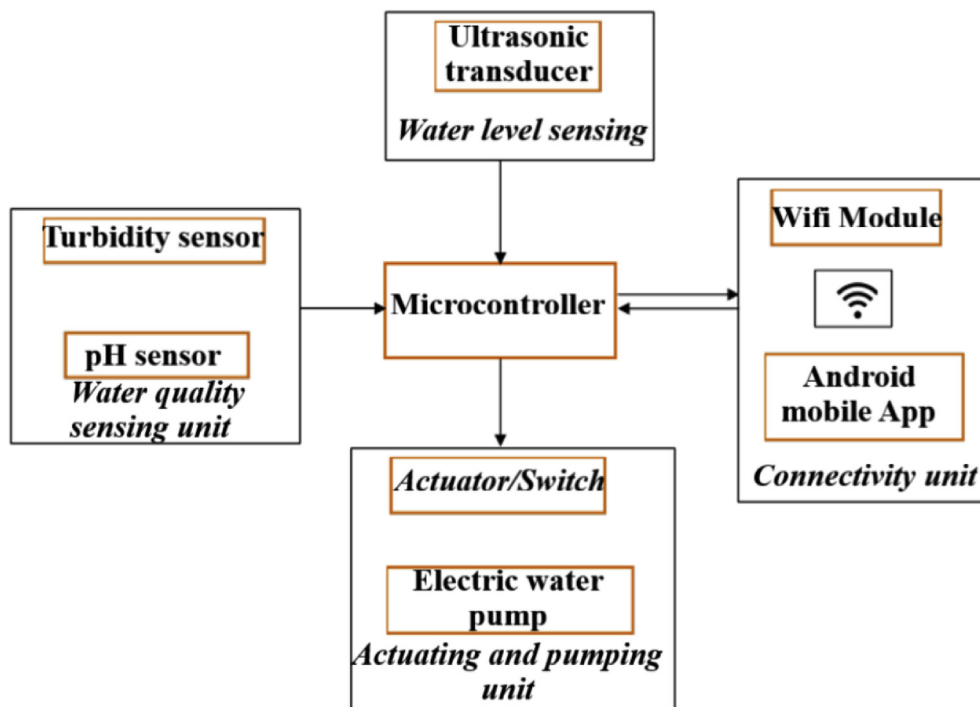 Ultrasonic
transducer
Water level sensing
Turbidity sensor
pH sensor
Water quality
sensing unit
Microcontroller
Wifi Module
Android
mobile App
Connectivity unit
Actuator/Switch
Electric water
pump
Actuating and pumping
unit